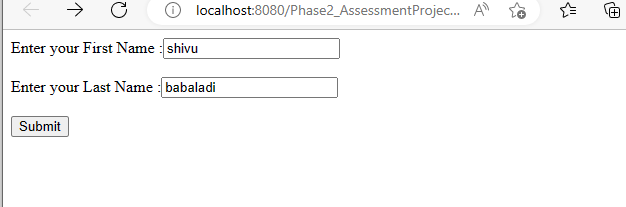 localhost:8080/Phase2_AssessmentProjec...
Enter your First Name :shivu
Enter your Last Name :babaladi
Submit